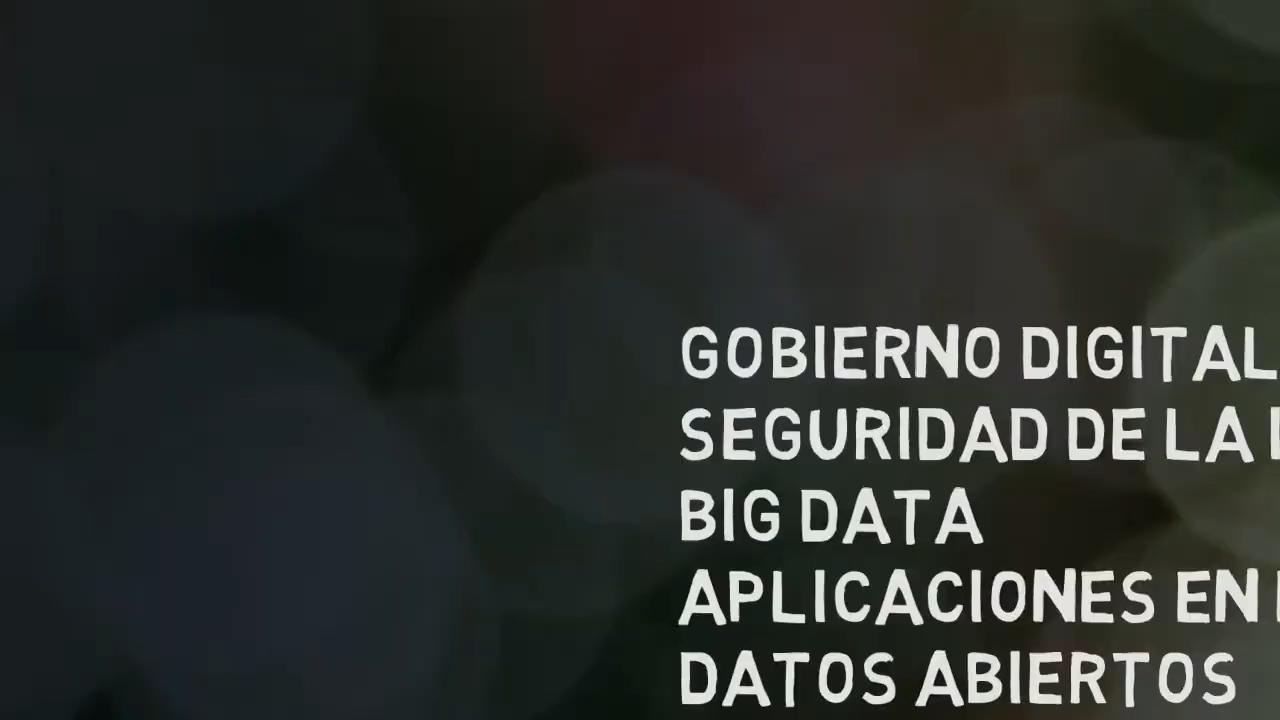 GOBIERNO DIGITAL
SEGURIDAD DE LA
BIG DATA
APLICACIONES EN
DATOS ABIERTOS